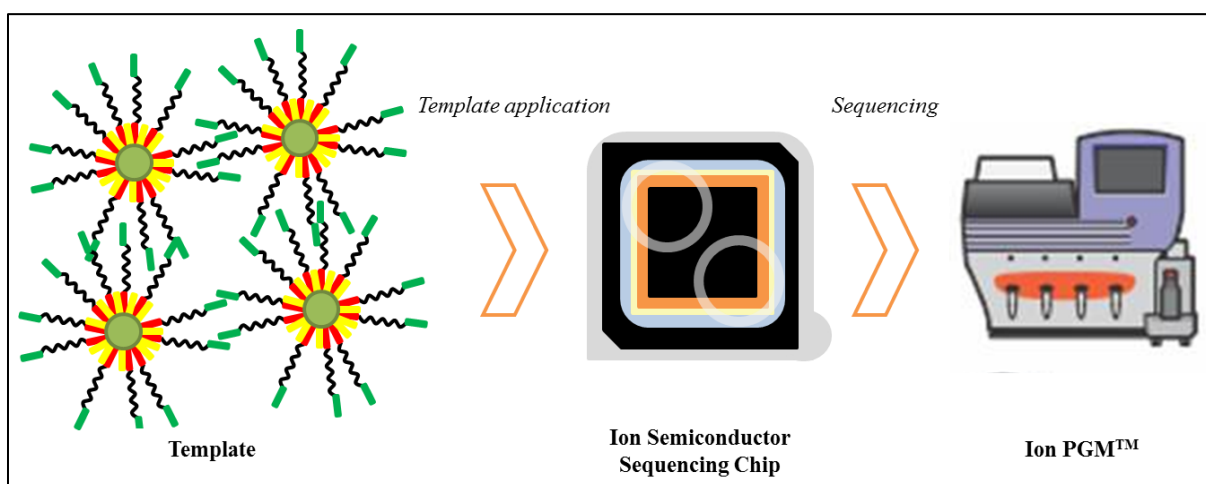 Template application
Sequencing
Template
Ion Semiconductor
Sequencing Chip
Ion PGM™